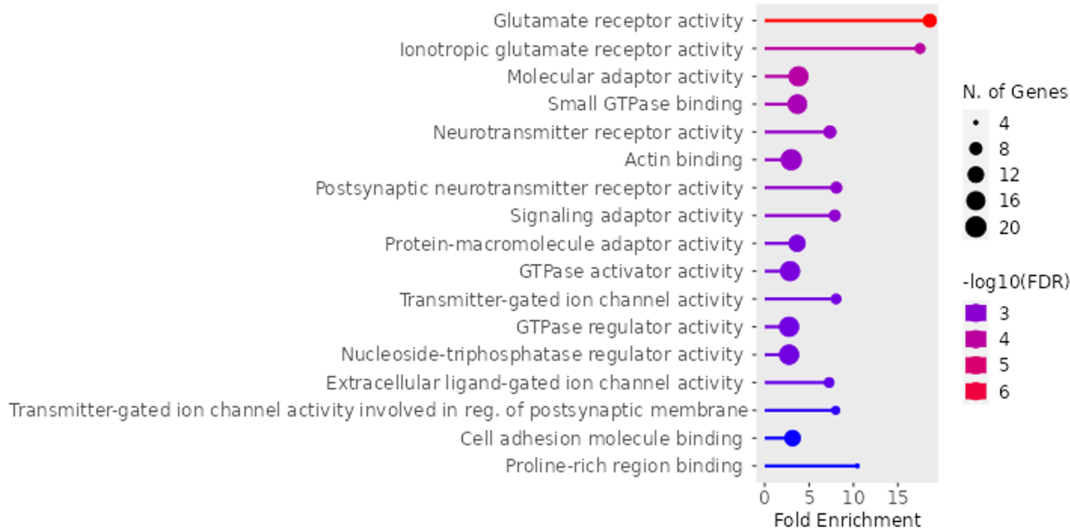 Glutamate receptor activity
Ionotropic glutamate receptor activity
Molecular adaptor activity
Small GTPase binding
Neurotransmitter receptor activity
Actin binding
Postsynaptic neurotransmitter receptor activity
Signaling adaptor activity
Protein-macromolecule adaptor activity
GTPase activator activity
Transmitter-gated ion channel activity
GTPase regulator activity
Nucleoside-triphosphatase regulator activity
Extracellular ligand-gated ion channel activity
Transmitter-gated ion channel activity involved in reg. of postsynaptic membrane
Cell adhesion molecule binding
Proline-rich region binding
0 5 10 15
Fold Enrichment
N. of Genes
4
8
12
16
20
-log10(FDR)
3
4
5
6